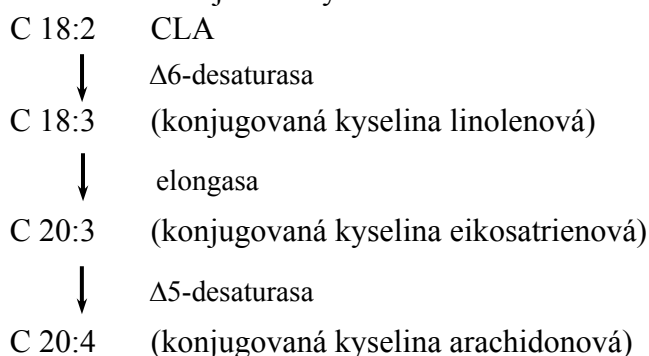 C 18:2 CLA
Δ6-desaturasa
C 18:3 (konjugovaná kyselina linolenová)
elongasa
C 20:3 (konjugovaná kyselina eikosatrienová)
Δ5-desaturasa
C 20:4 (konjugovaná kyselina arachidonová)